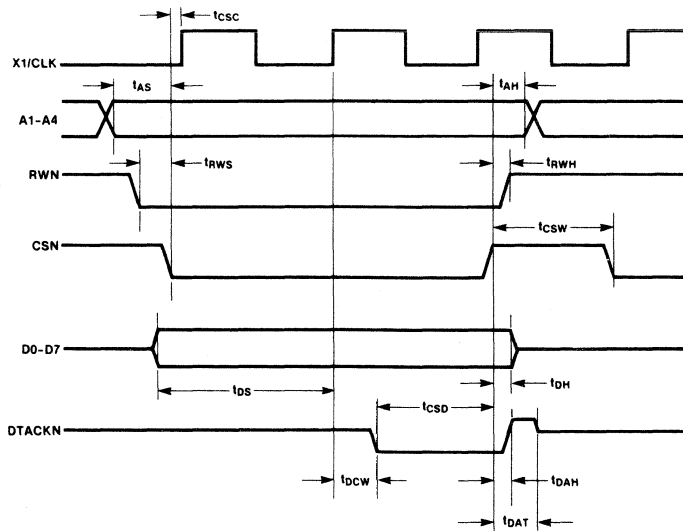 tCSC
X1/CLK
tAS
tAH
A1-A4
tRWS
tRWH
RWN
tCSW
CSN
D0-D7
tDS
tDH
tCSD
DTACKN
tDCW
tDAH
tDAT